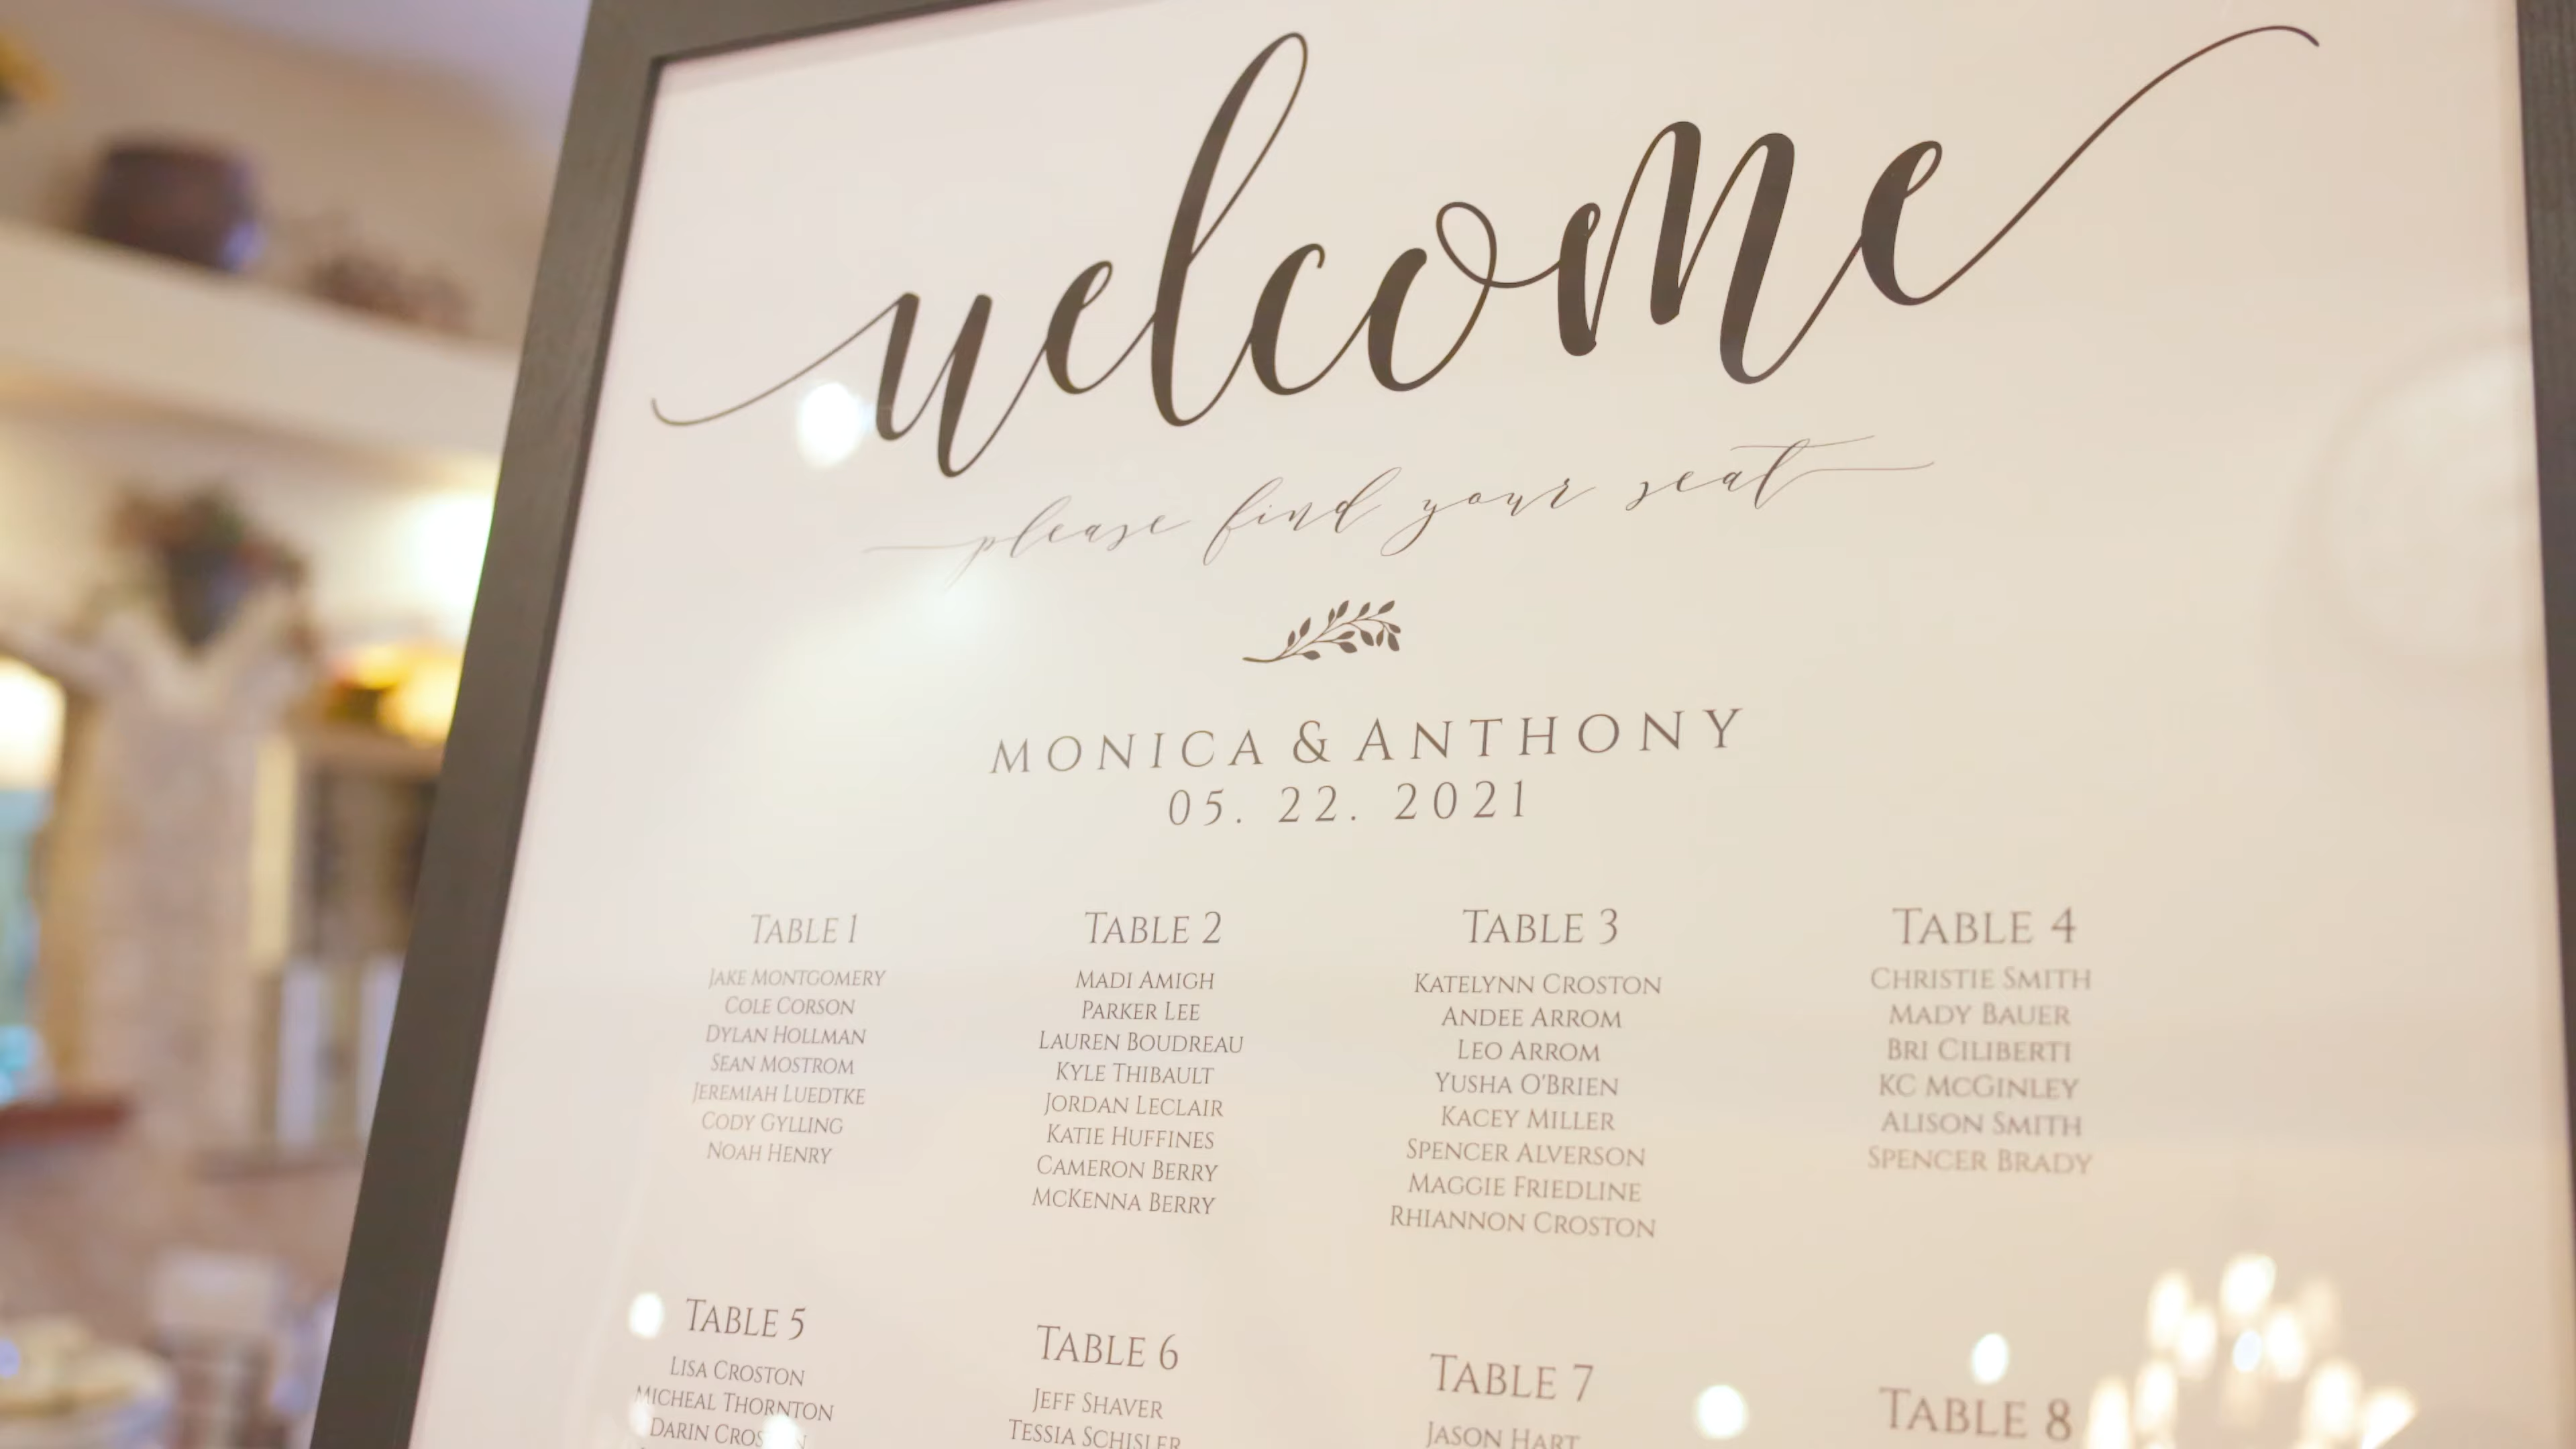 welcome
please find your seat
MONICA & ANTHONY
05. 22. 2021
TABLE 1
JAKE MONTGOMERY
COLE CORSON
DYLAN HOLLMAN
SEAN MOSTROM
JEREMIAH LUEDTKE
CODY GYLLING
NOAH HENRY
TABLE 2
MADI AMIGH
PARKER LEE
LAUREN BOUDREAU
KYLE THIBAULT
JORDAN LECLAIR
KATIE HUFFINES
CAMERON BERRY
MCKENNA BERRY
TABLE 3
KATELYNN CROSTON
ANDEE ARROM
LEO ARROM
YUSHA O'BRIEN
KACEY MILLER
SPENCER ALVERSON
MAGGIE FRIEDLINE
RHIANNON CROSTON
TABLE 4
CHRISTIE SMITH
MADY BAUER
BRI CILIBERTI
KC MCGINLEY
ALISON SMITH
SPENCER BRADY
TABLE 5
LISA CROSTON
MICHEAL THORNTON
DARIN
TABLE 6
JEFF SHAVER
TESSIA SCHISLER
TABLE 7
JASON HART
TABLE 8